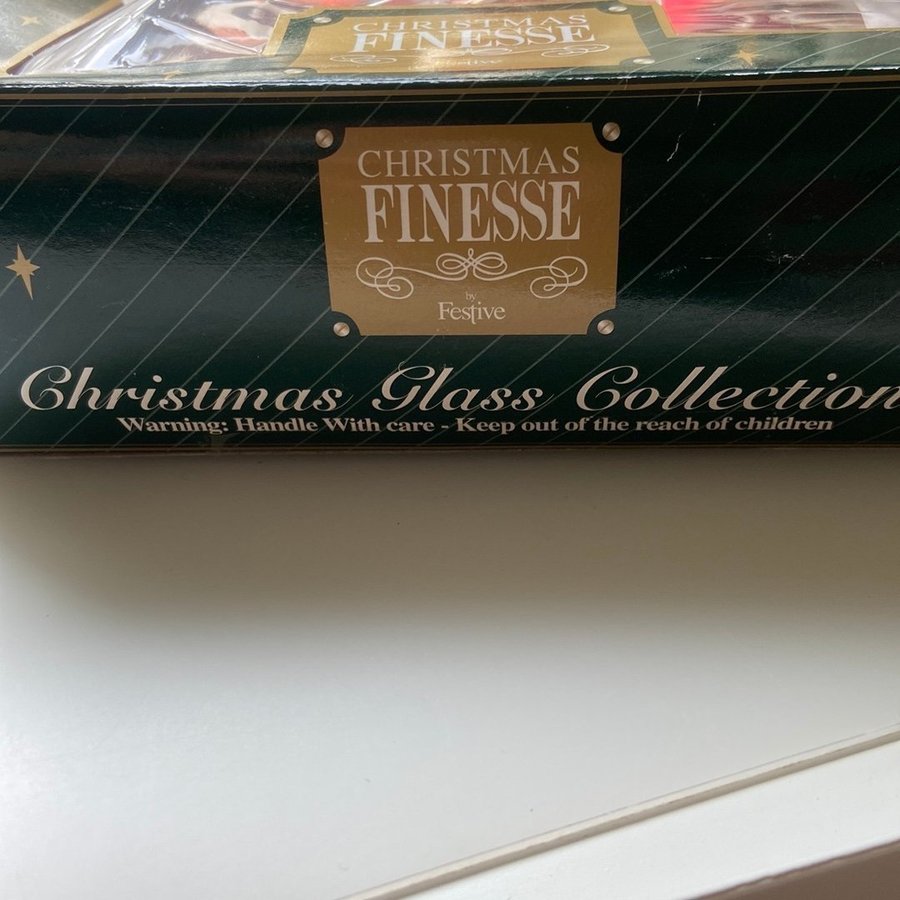 CHRISTMAS
FINESSE
Festive
CHRISTMAS
FINESSE
by
Festive
Christmas Glass Collection
Warning: Handle With care - Keep out of the reach of children